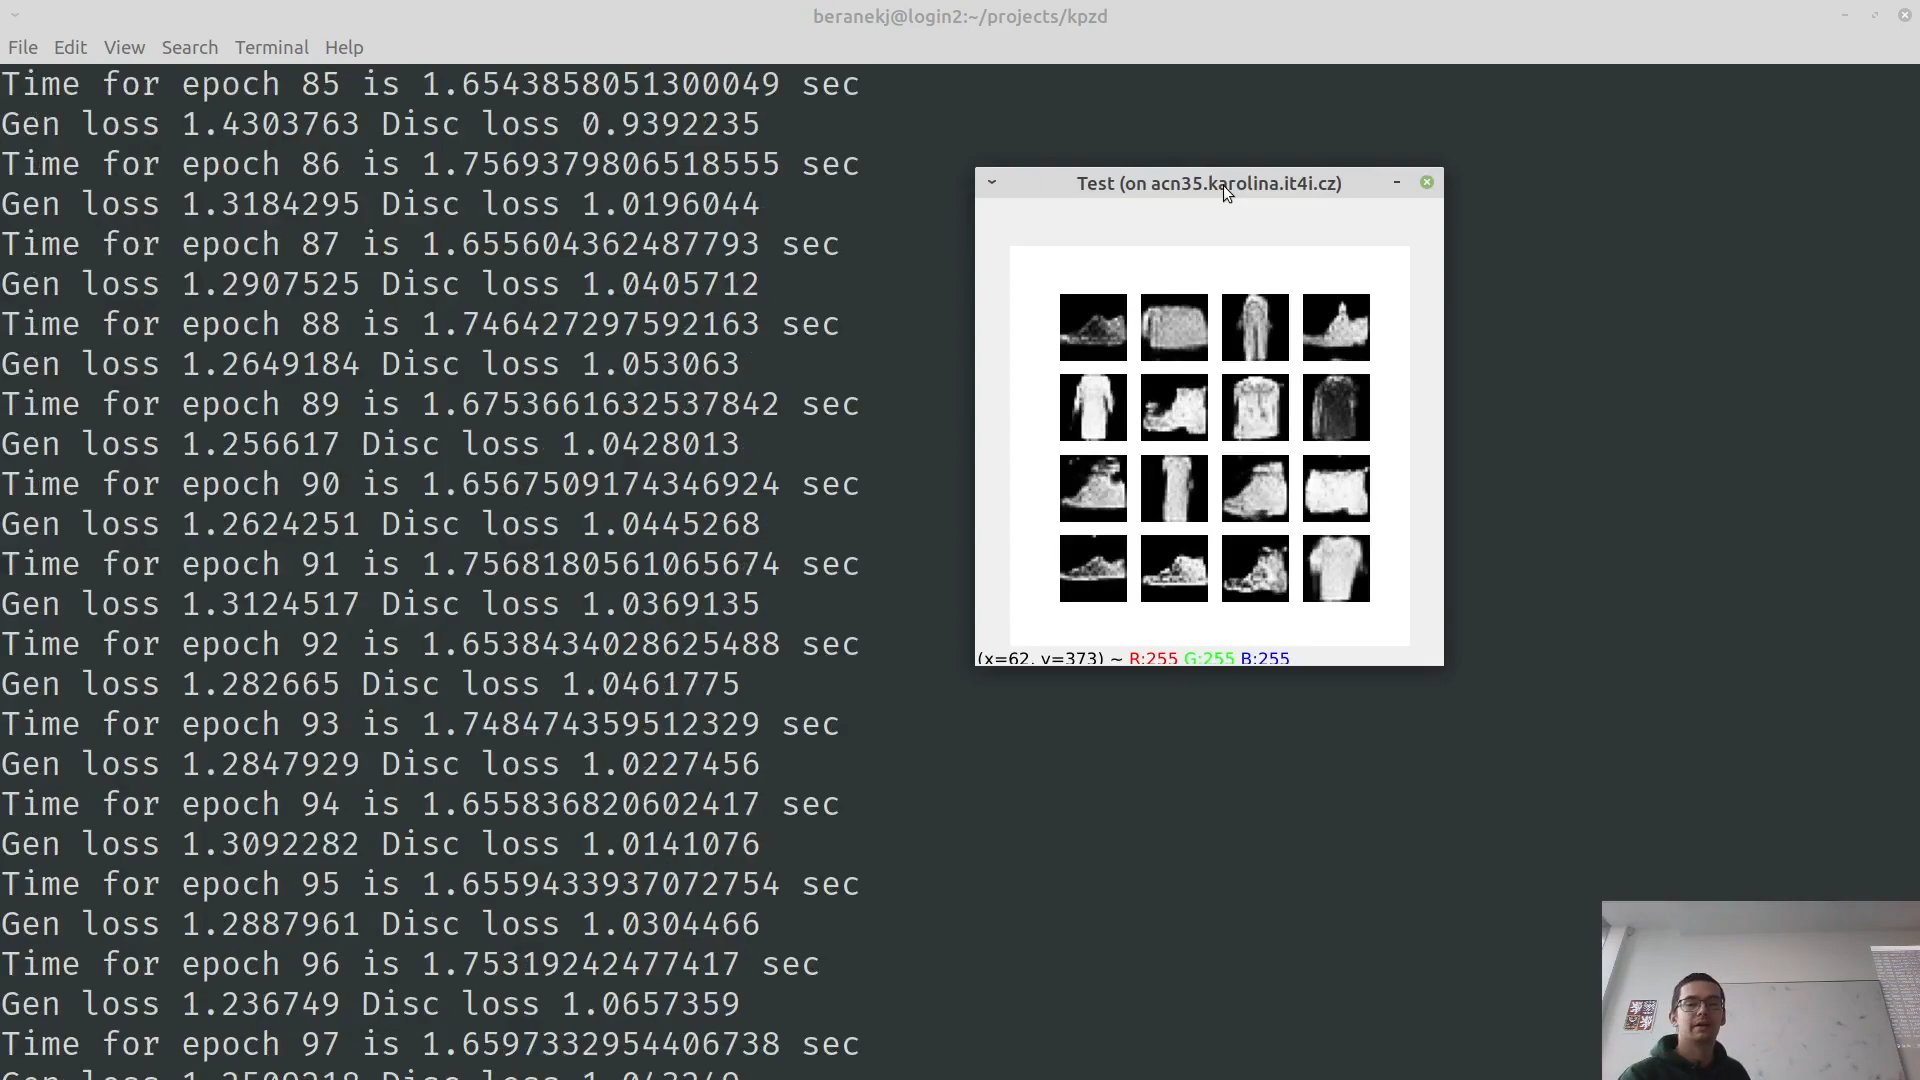 beranekj@login2:~/projects/kpzd
File Edit View Search Terminal Help
Time for epoch 85 is 1.6543858051300049 sec
Gen loss 1.4303763 Disc loss 0.9392235
Time for epoch 86 is 1.7569379806518555 sec
Gen loss 1.3184295 Disc loss 1.0196044
Time for epoch 87 is 1.655604362487793 sec
Gen loss 1.2907525 Disc loss 1.0405712
Time for epoch 88 is 1.746427297592163 sec
Gen loss 1.2649184 Disc loss 1.053063
Time for epoch 89 is 1.6753661632537842 sec
Gen loss 1.256617 Disc loss 1.0428013
Time for epoch 90 is 1.6567509174346924 sec
Gen loss 1.2624251 Disc loss 1.0445268
Time for epoch 91 is 1.7568180561065674 sec
Gen loss 1.3124517 Disc loss 1.0369135
Time for epoch 92 is 1.6538434028625488 sec
Gen loss 1.282665 Disc loss 1.0461775
Time for epoch 93 is 1.748474359512329 sec
Gen loss 1.2847929 Disc loss 1.0227456
Time for epoch 94 is 1.655836820602417 sec
Gen loss 1.3092282 Disc loss 1.0141076
Time for epoch 95 is 1.6559433937072754 sec
Gen loss 1.2887961 Disc loss 1.0304466
Time for epoch 96 is 1.75319242477417 sec
Gen loss 1.236749 Disc loss 1.0657359
Time for epoch 97 is 1.6597332954406738 sec
Gen loss Disc loss
Test (on acn35.karolina.it4i.cz)
(x=62, y=373) ~ R:255 G:255 B:255